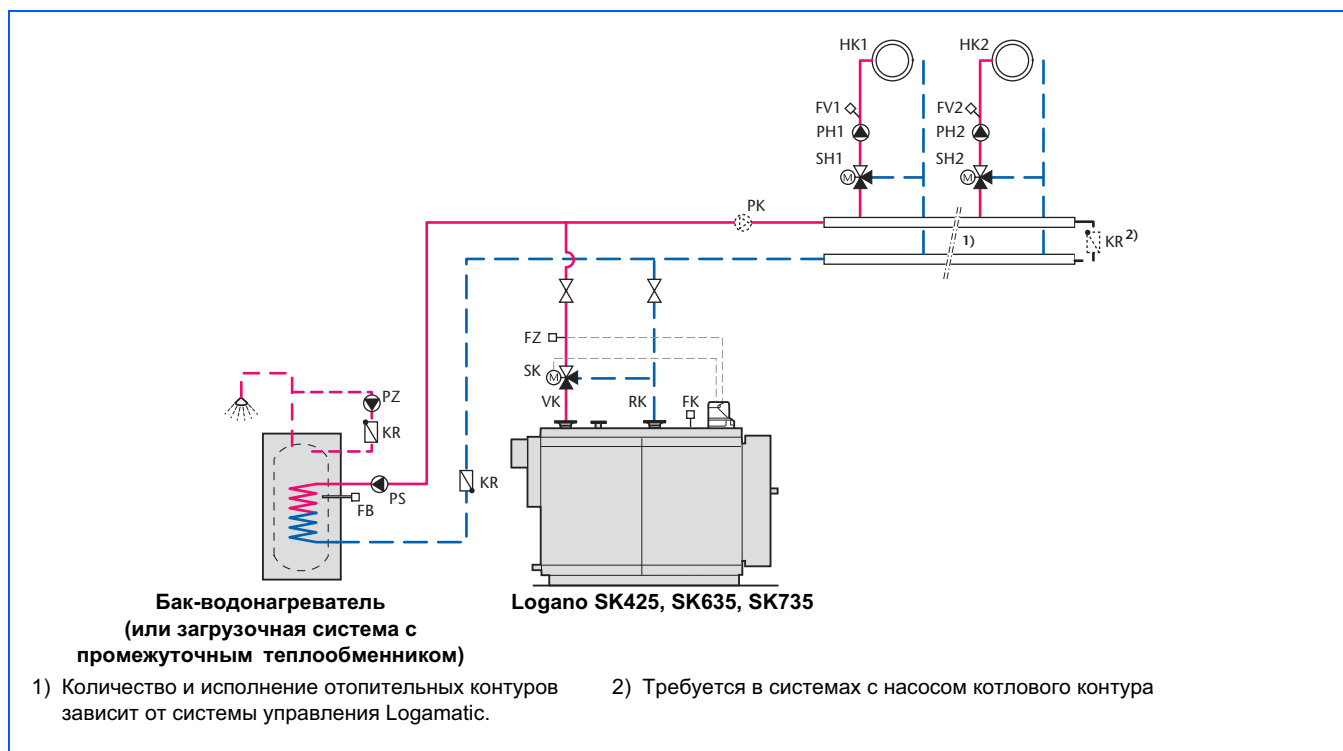 HK1
HK2
FV1
FV2
PH1
PH2
SH1
SH2
M
M
PK
1)
KR 2)
FZ
SK
M
VK
RK
FK
PZ
KR
KR
PS
FB
Бак-водонагреватель
(или загрузочная система с
промежуточным теплообменником)
Logano SK425, SK635, SK735
1) Количество и исполнение отопительных контуров
зависит от системы управления Logamatic.
2) Требуется в системах с насосом котлового контура